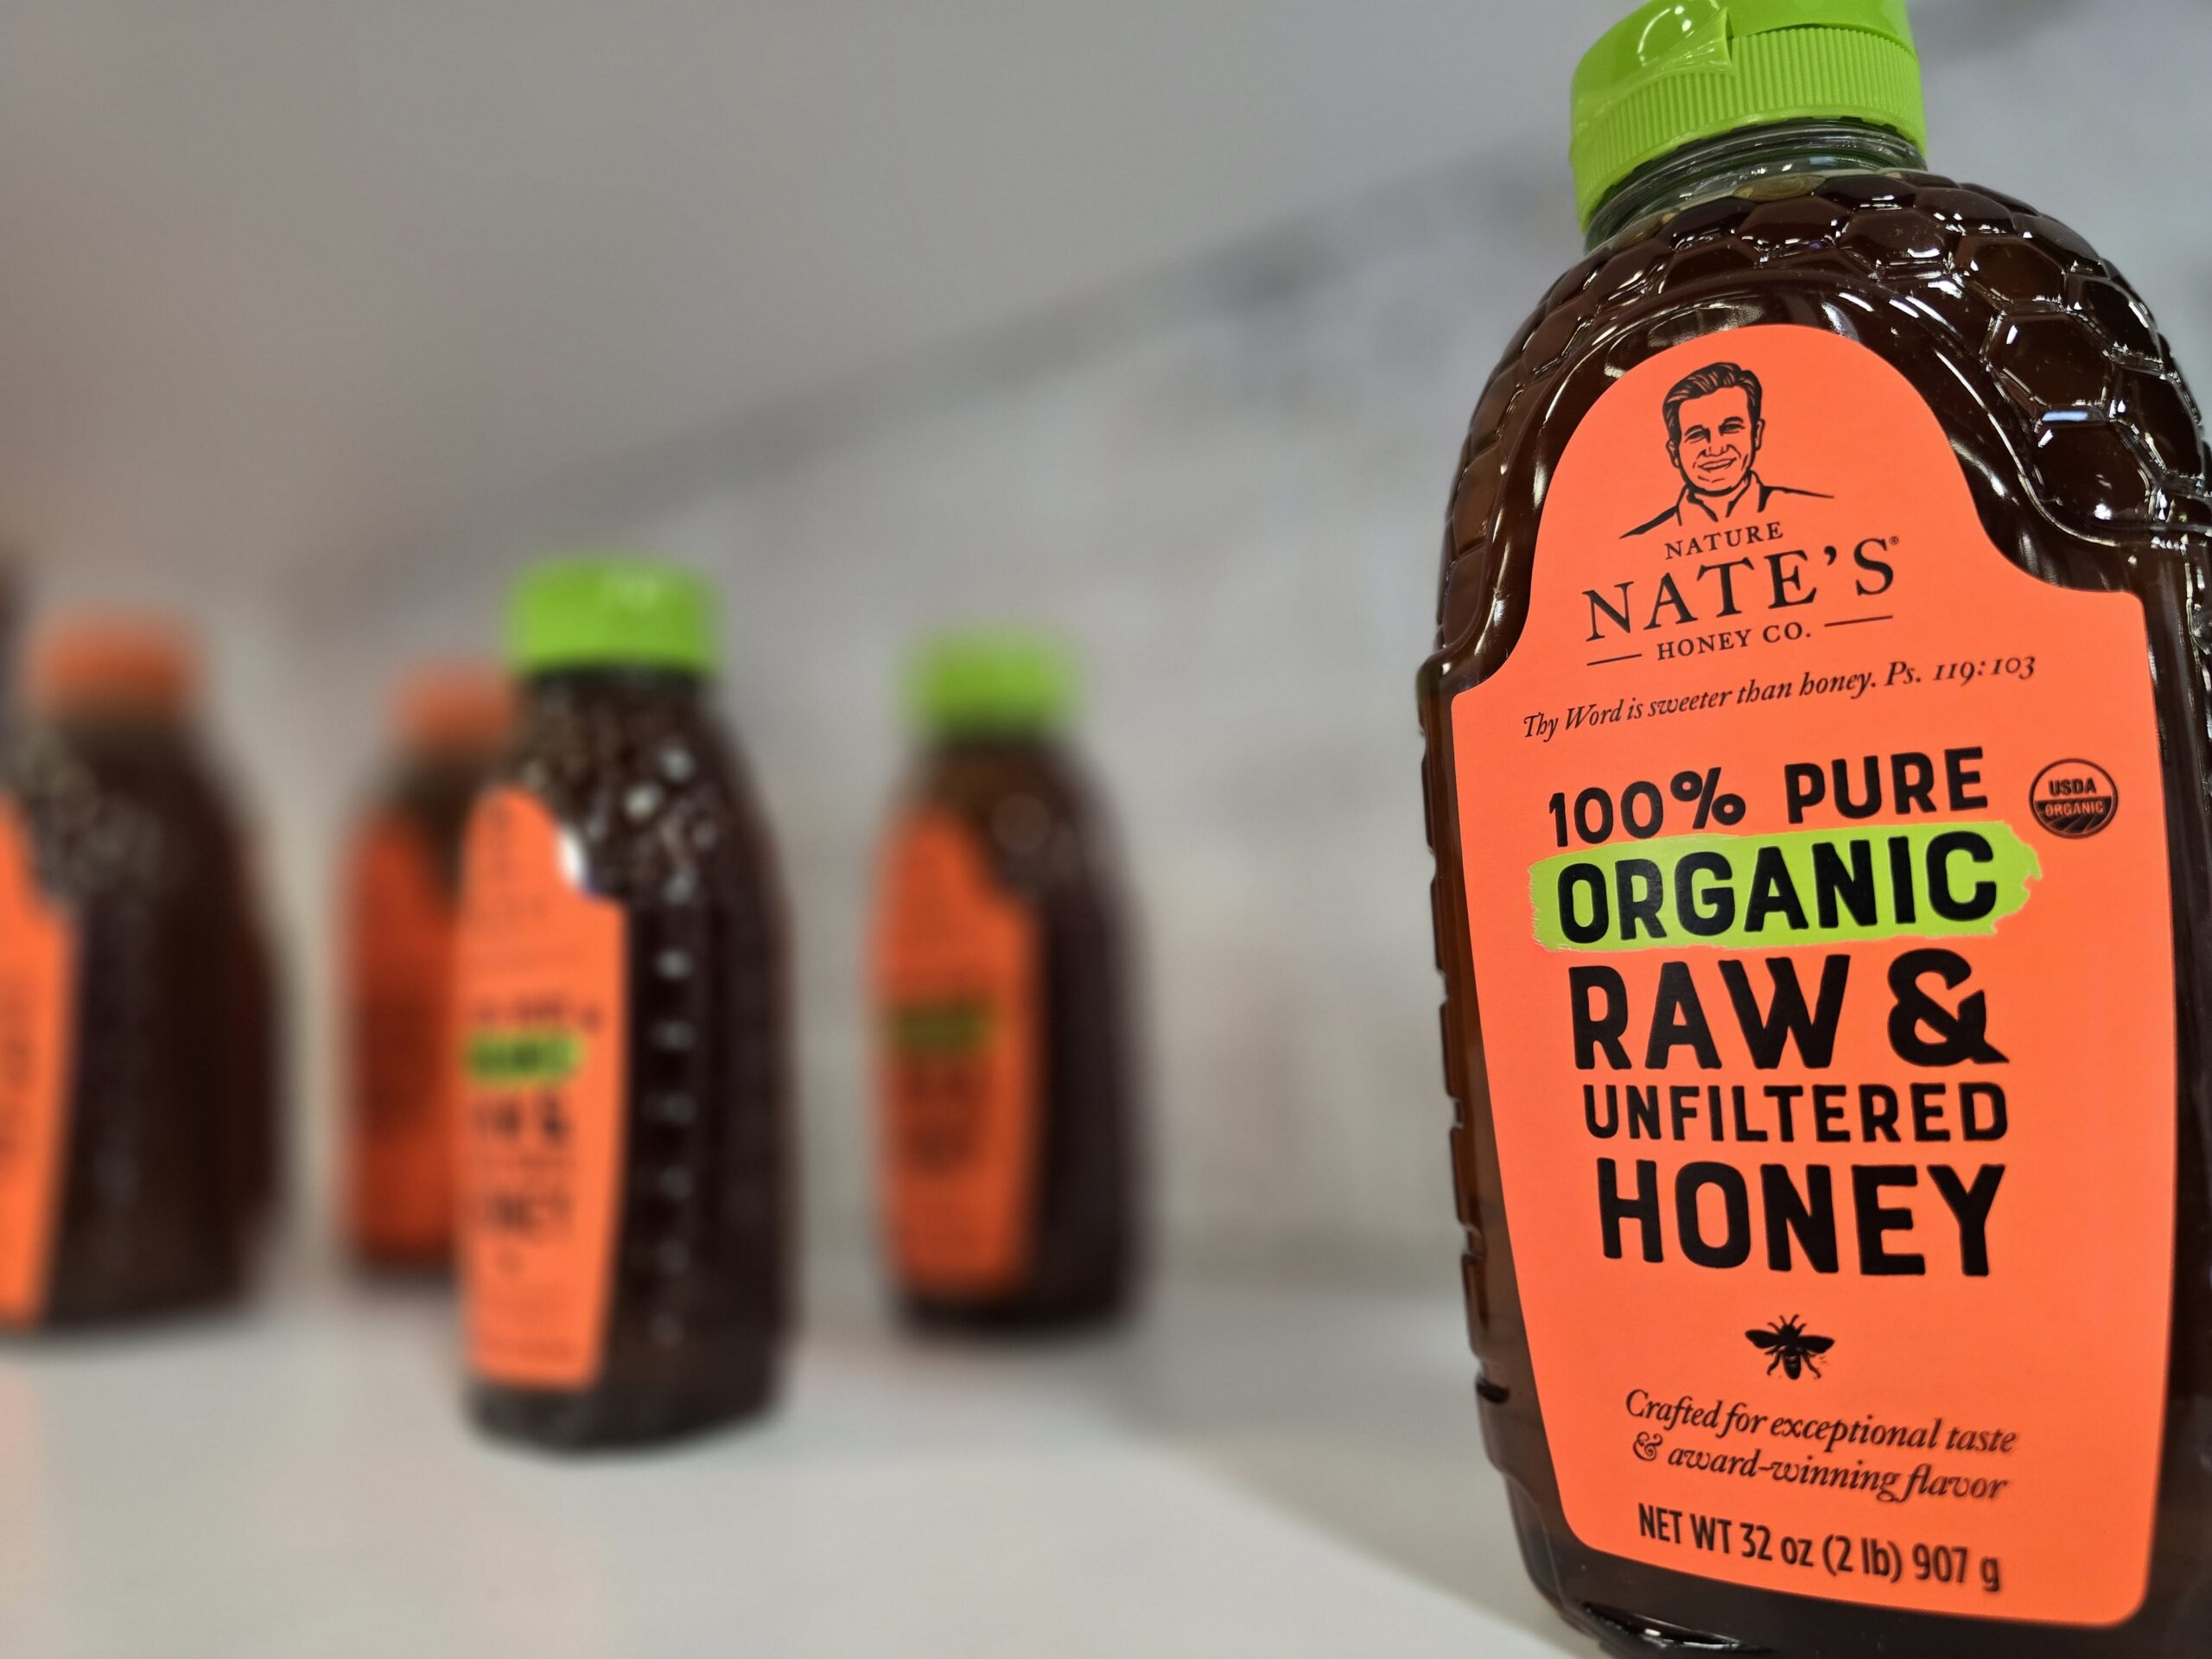 NATURE
NATE'S®
HONEY CO.
Thy Word is sweeter than honey. Ps. 119:103
100% PURE
USDA
ORGANIC
ORGANIC
RAW &
UNFILTERED
HONEY
Crafted for exceptional taste
& award-winning flavor
NET WT 32 oz (2 lb) 907 g